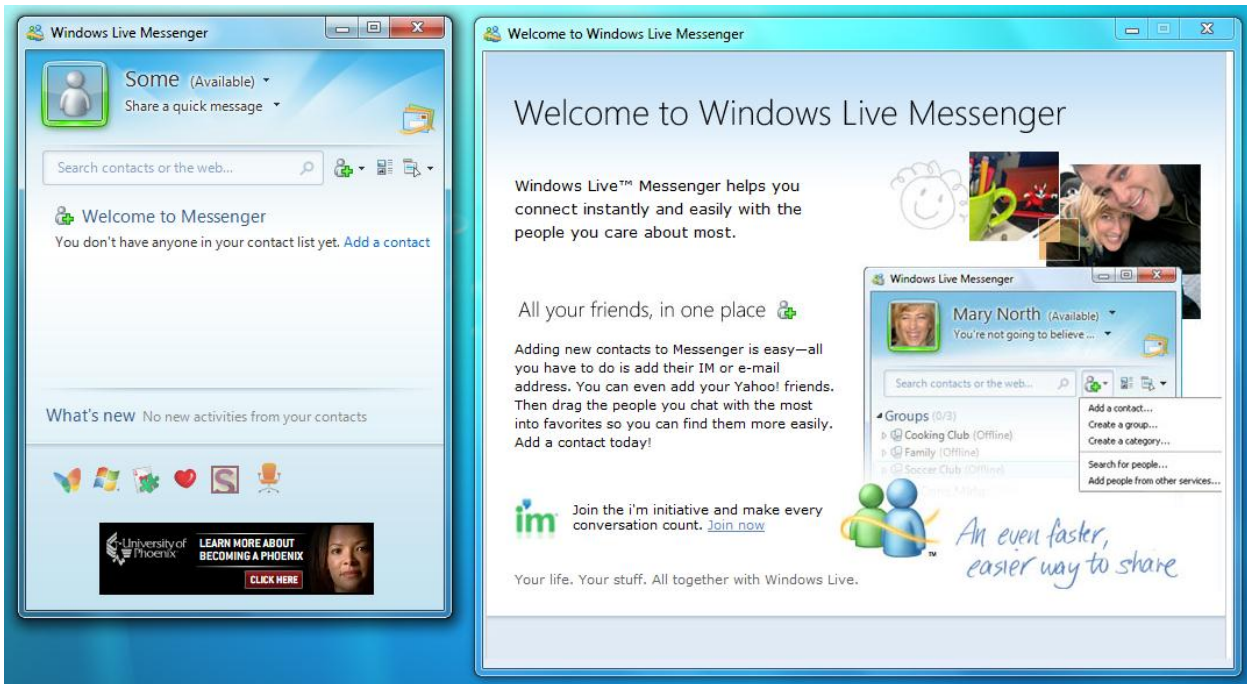 Windows Live Messenger
Some (Available)
Share a quick message
Search contacts or the web...
Welcome to Messenger
You don't have anyone in your contact list yet. Add a contact
What's new No new activities from your contacts
University of Phoenix
LEARN MORE ABOUT
BECOMING A PHOENIX
CLICK HERE
Welcome to Windows Live Messenger
Welcome to Windows Live Messenger
Windows Live™ Messenger helps you
connect instantly and easily with the
people you care about most.
All your friends, in one place
Adding new contacts to Messenger is easy—all
you have to do is add their IM or e-mail
address. You can even add your Yahoo! friends.
Then drag the people you chat with the most
into favorites so you can find them more easily.
Add a contact today!
im
Join the i'm initiative and make every
conversation count. Join now
Your life. Your stuff. All together with Windows Live.
Windows Live Messenger
Mary North (Available)
You're not going to believe ...
Search contacts or the web...
Groups (0/3)
Cooking Club (Offline)
Family (Offline)
Soccer Club (Offline)
Add a contact...
Create a group...
Create a category...
Search for people...
Add people from other services...
TM
An even faster,
easier way to share